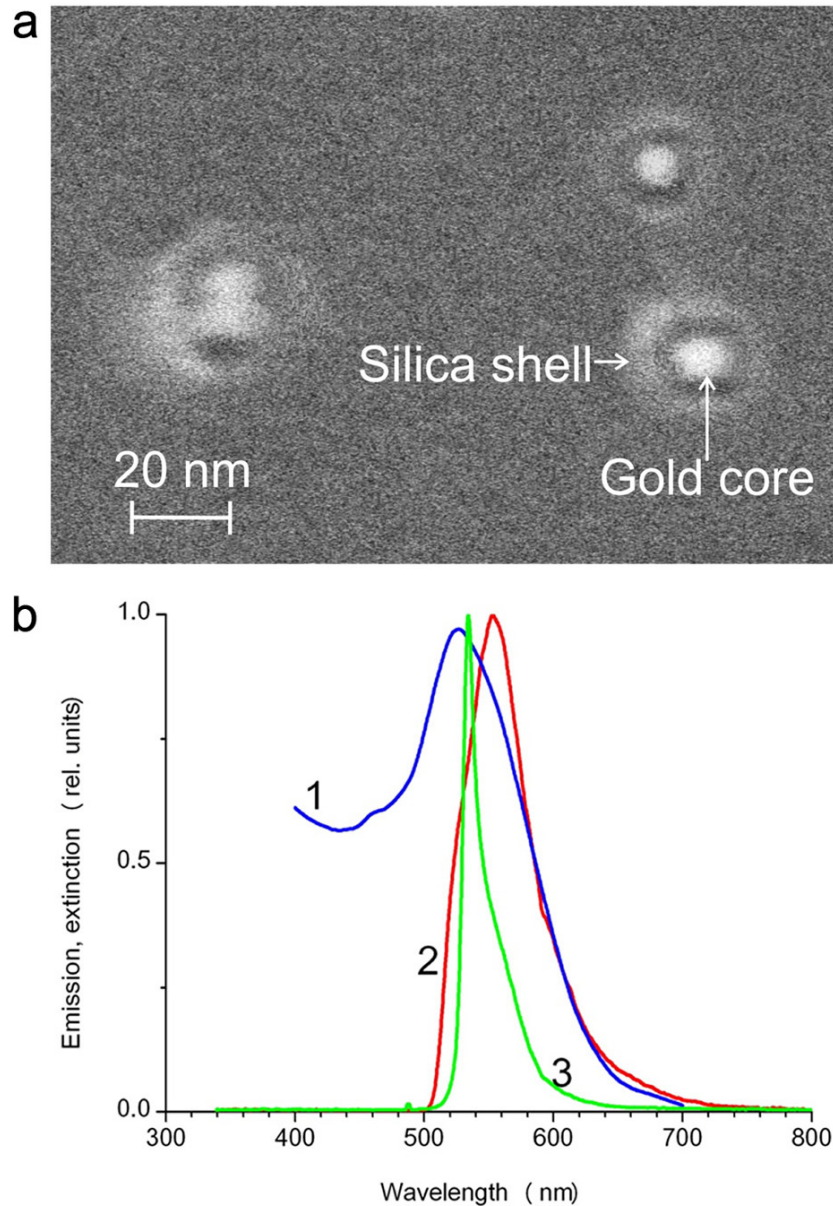 a
Silica shell
20 nm
Gold core
b
1.0
1
0.5
2
3
0.0
300 400 500 600 700 800
Emission, extinction ( rel. units)
Wavelength ( nm)